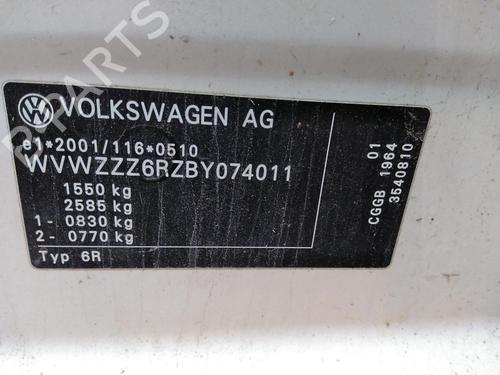 B-PARTS
VOLKSWAGEN AG
e1*2001/116*0510
WVWZZZ6RZBY074011
1550 kg
2585 kg
1- 0830 kg
2- 0770 kg
Typ 6R
01
CGGB 1964
3540810